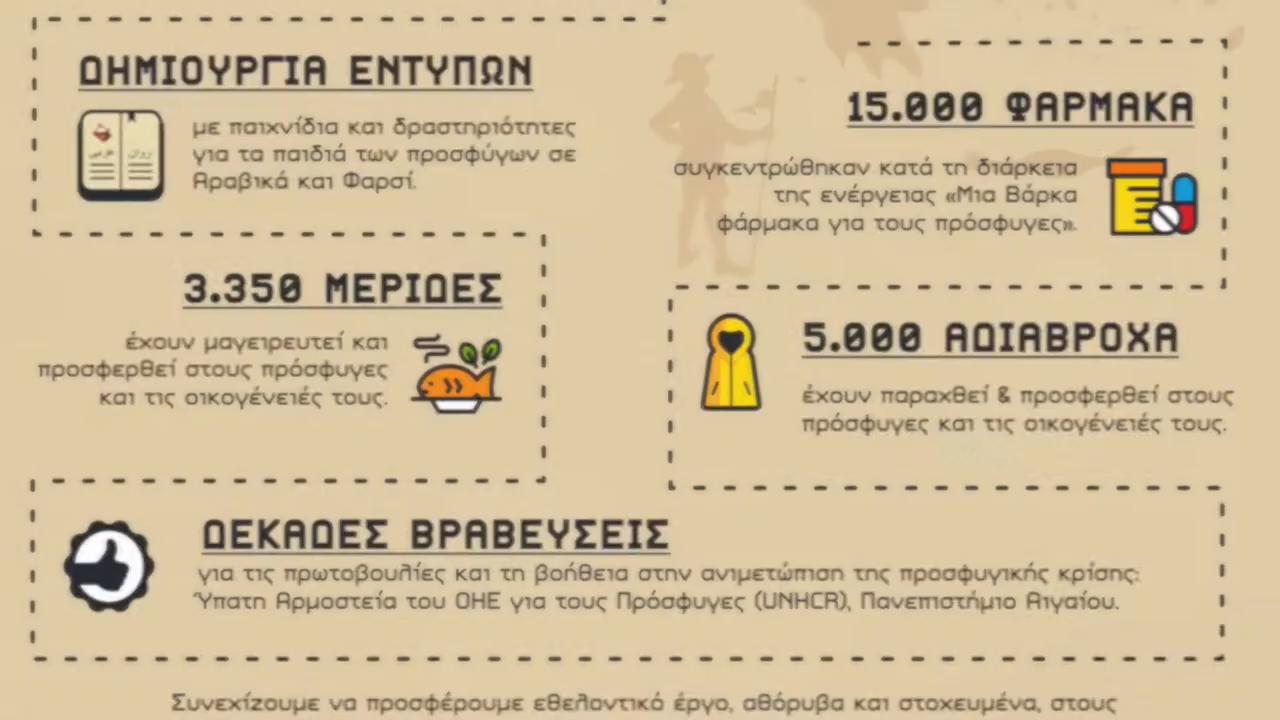 ΔΗΜΙΟΥΡΓΙΑ ΕΝΤΥΠΩΝ
με παιχνίδια και δραστηριότητες
για τα παιδιά των προσφύγων σε
Αραβικά και Φαρσί.
15.000 ΦΑΡΜΑΚΑ
συγκεντρώθηκαν κατά τη διάρκεια
της ενέργειας «Μια Βάρκα
φάρμακα για τους πρόσφυγες».
3.350 ΜΕΡΙΔΕΣ
έχουν μαγειρευτεί και
προσφερθεί στους πρόσφυγες
και τις οικογένειές τους.
5.000 ΑΔΙΑΒΡΟΧΑ
έχουν παραχθεί & προσφερθεί στους
πρόσφυγες και τις οικογένειές τους.
ΔΕΚΑΔΕΣ ΒΡΑΒΕΥΣΕΙΣ
για τις πρωτοβουλίες και τη βοήθεια στην ανιμετώπιση της προσφυγικής κρίσης:
Ύπατη Αρμοστεία του ΟΗΕ για τους Πρόσφυγες (UNHCR), Πανεπιστήμιο Αιγαίου.
Συνεχίζουμε να προσφέρουμε εθελοντικό έργο, αθόρυβα και στοχευμένα, στους